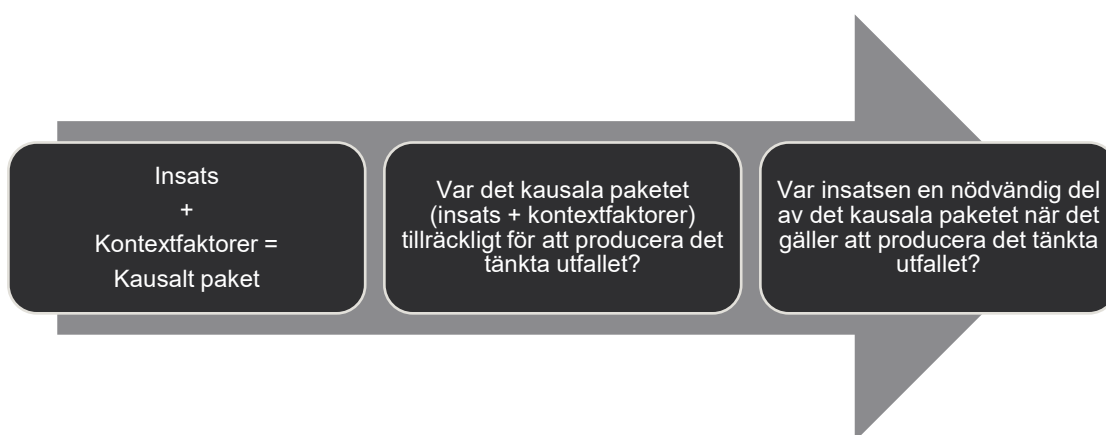 Insats
+
Kontextfaktorer =
Kausalt paket
Var det kausala paketet
(insats + kontextfaktorer)
tillräckligt för att producera det
tänkta utfallet?
Var insatsen en nödvändig del
av det kausala paketet när det
gäller att producera det tänkta
utfallet?